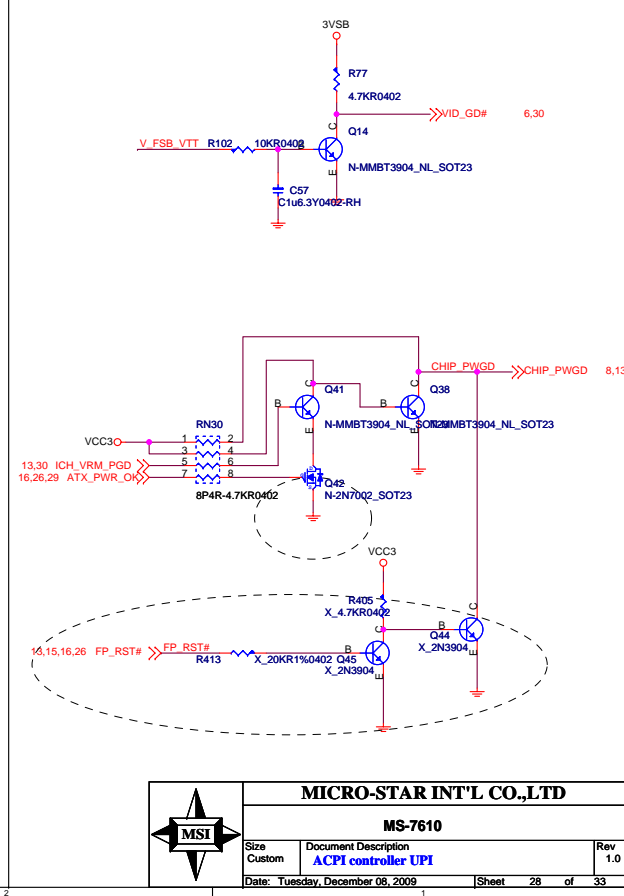 3VSB
R77
4.7KR0402
VID_GD# 6,30
C
Q14
V_FSB_VTT R102 10KR0402 B
N-MMBT3904_NL_SOT23
E
C57
C1u6.3Y0402-RH
CHIP_PWGD
CHIP_PWGD 8,13
C Q41 C Q38
B B
RN30 N-MMBT3904_NL_SOT23 N-MMBT3904_NL_SOT23
E E
VCC3 1 2
3 4
13,30 ICH_VRM_PGD 5 6
16,26,29 ATX_PWR_OK 7 8
Q42
8P4R-4.7KR0402 N-2N7002_SOT23
VCC3
R405
X_4.7KR0402
C C
B
Q44
FP_RST#
13,15,16,26 FP_RST# B
X_2N3904
R413 X_20KR1%0402 Q45
X_2N3904
E E
MICRO-STAR INT'L CO.,LTD
MSI
MS-7610
Size Document Description Rev
Custom ACPI controller UPI 1.0
Date: Tuesday, December 08, 2009 Sheet 28 of 33
2 1